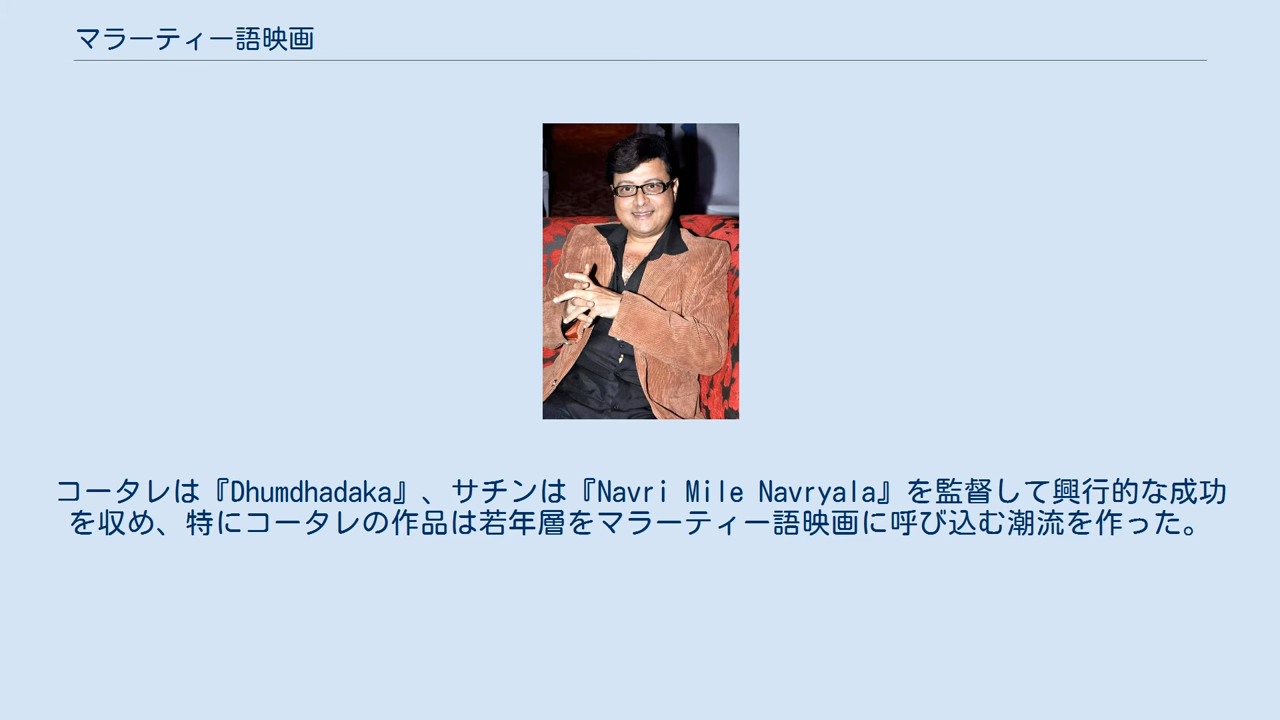 マラーティー語映画
コータレは『Dhumdhadaka』、サチンは『Navri Mile Navryala』を監督して興行的な成功
を収め、特にコータレの作品は若年層をマラーティー語映画に呼び込む潮流を作った。